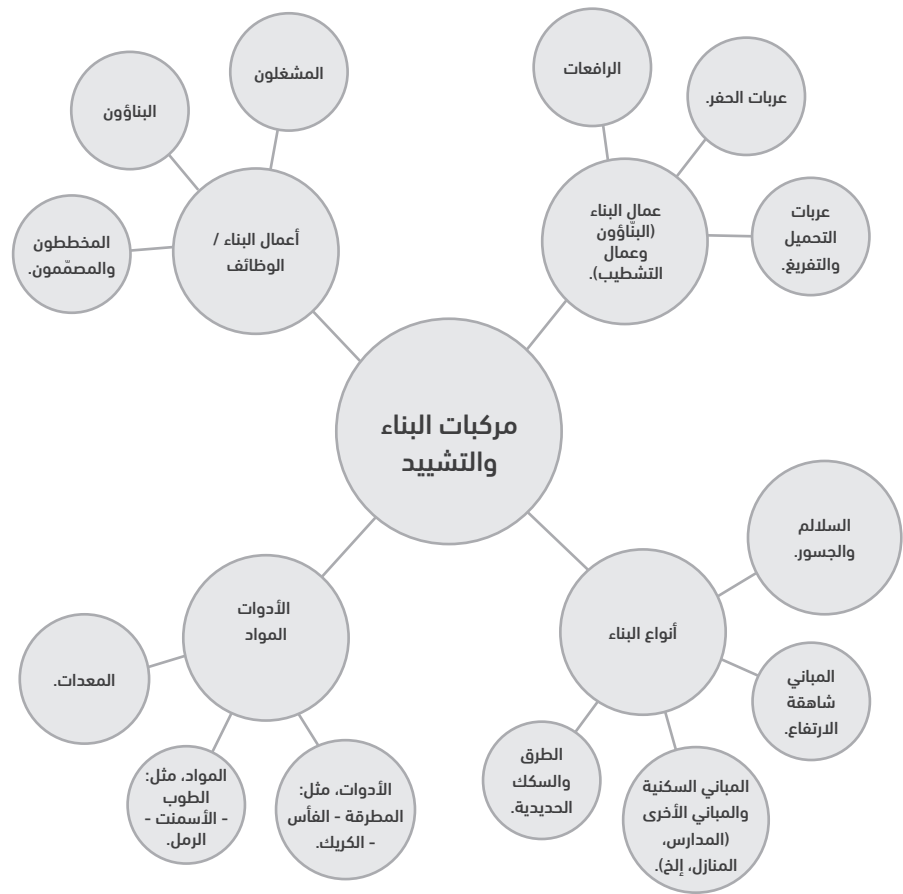 مركبات البناء
والتشييد
عمال البناء
(البنّاؤون
وعمال
التشطيب).
الرافعات
عربات الحفر.
عربات
التحميل
والتفريغ.
أعمال البناء /
الوظائف
المشغلون
البناؤون
المخططون
والمصمّمون.
أنواع البناء
السلالم
والجسور.
المباني
شاهقة
الارتفاع.
المباني السكنية
والمباني الأخرى
(المدارس،
المنازل، إلخ).
الطرق
والسكك
الحديدية.
الأدوات
المواد
الأدوات، مثل:
المطرقة - الفأس
- الكريك.
المواد، مثل:
الطوب
- الأسمنت -
الرمل.
المعدات.